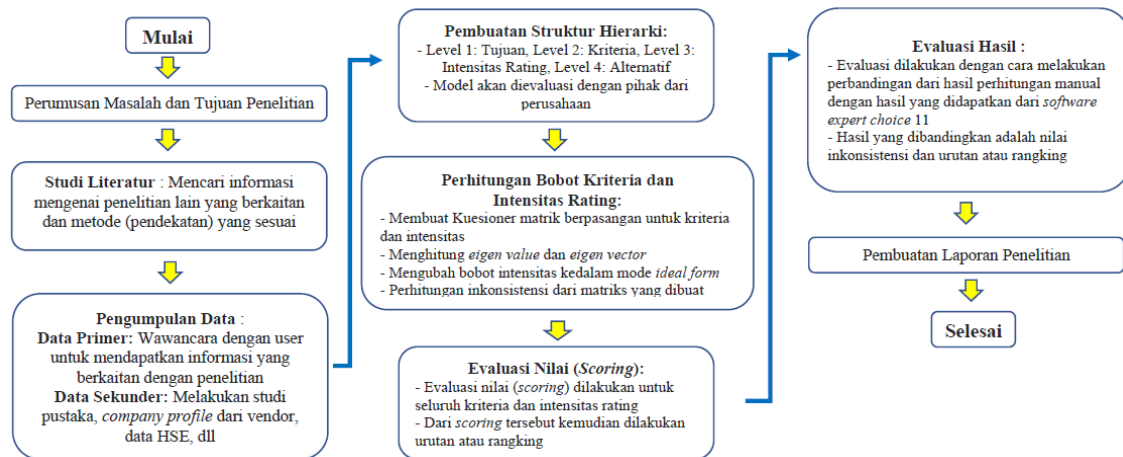 Mulai
Perumusan Masalah dan Tujuan Penelitian
Studi Literatur : Mencari informasi
mengenai penelitian lain yang berkaitan
dan metode (pendekatan) yang sesuai
Pengumpulan Data :
Data Primer: Wawancara dengan user
untuk mendapatkan informasi yang
berkaitan dengan penelitian
Data Sekunder: Melakukan studi
pustaka, company profile dari vendor,
data HSE, dll
Pembuatan Struktur Hierarki:
- Level 1: Tujuan, Level 2: Kriteria, Level 3:
Intensitas Rating, Level 4: Alternatif
- Model akan dievaluasi dengan pihak dari
perusahaan
Perhitungan Bobot Kriteria dan
Intensitas Rating:
- Membuat Kuesioner matrik berpasangan untuk kriteria
dan intensitas
- Menghitung eigen value dan eigen vector
- Mengubah bobot intensitas kedalam mode ideal form
- Perhitungan inkonsistensi dari matriks yang dibuat
Evaluasi Nilai (Scoring):
- Evaluasi nilai (scoring) dilakukan untuk
seluruh kriteria dan intensitas rating
- Dari scoring tersebut kemudian dilakukan
urutan atau rangking
Evaluasi Hasil :
- Evaluasi dilakukan dengan cara melakukan
perbandingan dari hasil perhitungan manual
dengan hasil yang didapatkan dari software
expert choice 11
- Hasil yang dibandingkan adalah nilai
inkonsistensi dan urutan atau rangking
Pembuatan Laporan Penelitian
Selesai